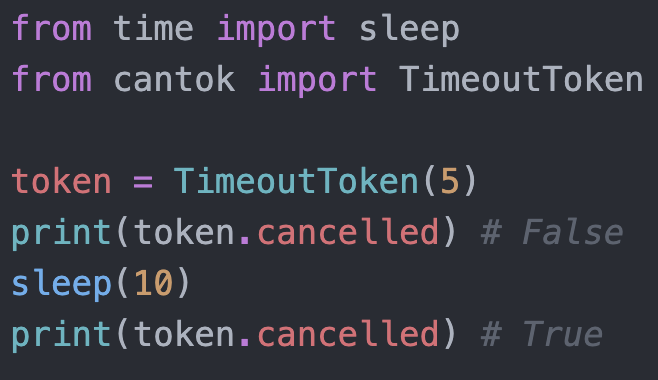 from time import sleep
from cantok import TimeoutToken

token = TimeoutToken(5)
print(token.cancelled) # False
sleep(10)
print(token.cancelled) # True